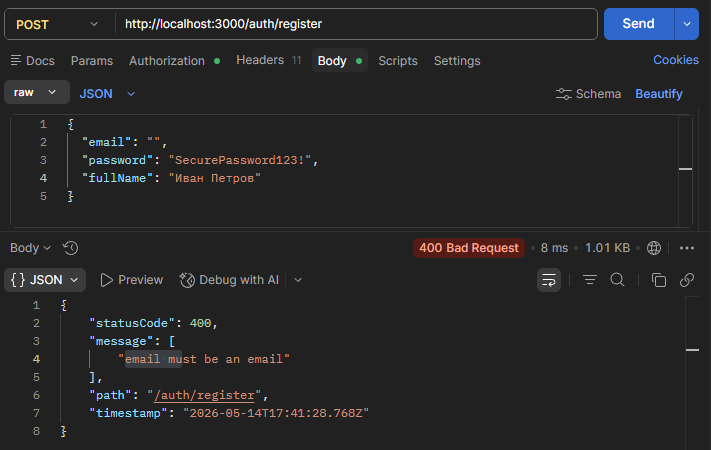 POST http://localhost:3000/auth/register Send
Docs Params Authorization Headers 11 Body Scripts Settings Cookies
raw JSON Schema Beautify
1 {
2 "email": "",
3 "password": "SecurePassword123!",
4 "fullName": "Иван Петров"
5 }
Body 400 Bad Request • 8 ms • 1.01 KB
{} JSON Preview Debug with AI
1 {
2 "statusCode": 400,
3 "message": [
4 "email must be an email"
5 ],
6 "path": "/auth/register",
7 "timestamp": "2026-05-14T17:41:28.768Z"
8 }